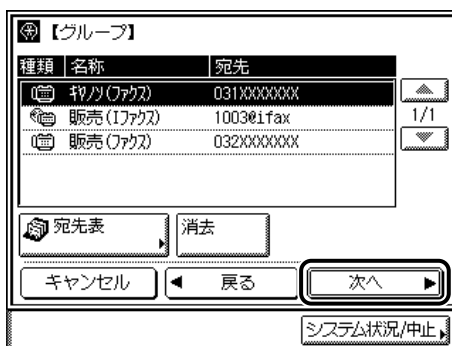 【グループ】
種類 名称 宛先
ｷﾔﾉﾝ(ﾌｧｸｽ) 031XXXXXXX
販売(Iﾌｧｸｽ) 1003@ifax
販売(ﾌｧｸｽ) 032XXXXXXX
1/1
宛先表 消去
キャンセル 戻る 次へ
システム状況/中止